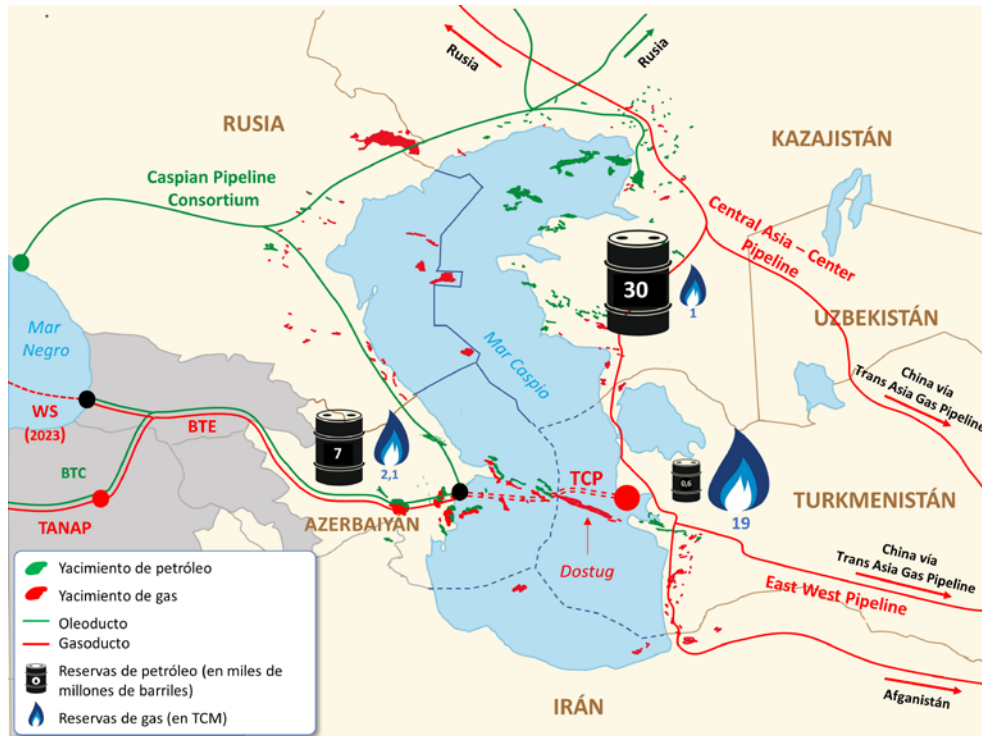 Rusia
Rusia
RUSIA
KAZAJISTÁN
Caspian Pipeline
Consortium
Central Asia – Center
Pipeline
30
1
UZBEKISTÁN
Mar
Negro
Mar Caspio
China vía
Trans Asia Gas Pipeline
WS
(2023)
BTE
7
2,1
BTC
TCP
0,6
19
TURKMENISTÁN
TANAP
AZERBAIYÁN
Dostug
China vía
Trans Asia Gas Pipeline
East West Pipeline
Afganistán
IRÁN
Yacimiento de petróleo
Yacimiento de gas
Oleoducto
Gasoducto
Reservas de petróleo (en miles de
millones de barriles)
Reservas de gas (en TCM)